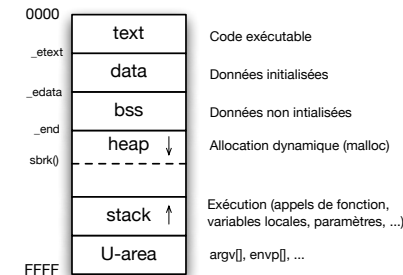 0000
text
Code exécutable
_etext
data
Données initialisées
_edata
bss
Données non intialisées
_end
heap
Allocation dynamique (malloc)
sbrk()
stack
Exécution (appels de fonction,
variables locales, paramètres, ...)
U-area
argv[], envp[], ...
FFFF